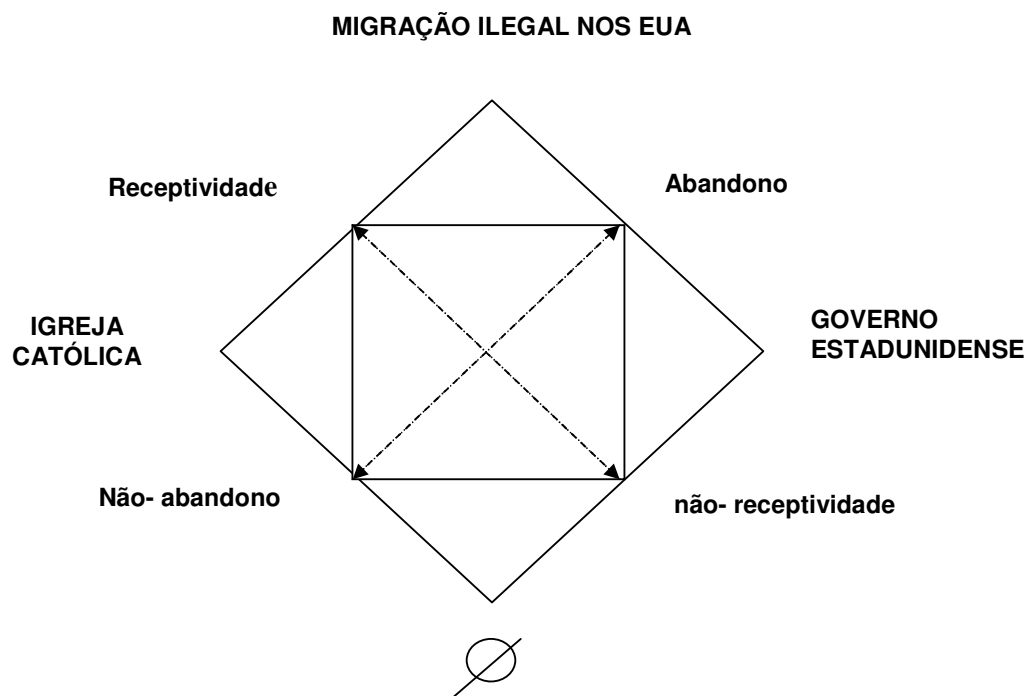 MIGRAÇÃO ILEGAL NOS EUA
Receptividade
Abandono
IGREJA
CATÓLICA
GOVERNO
ESTADUNIDENSE
Não- abandono
não- receptividade